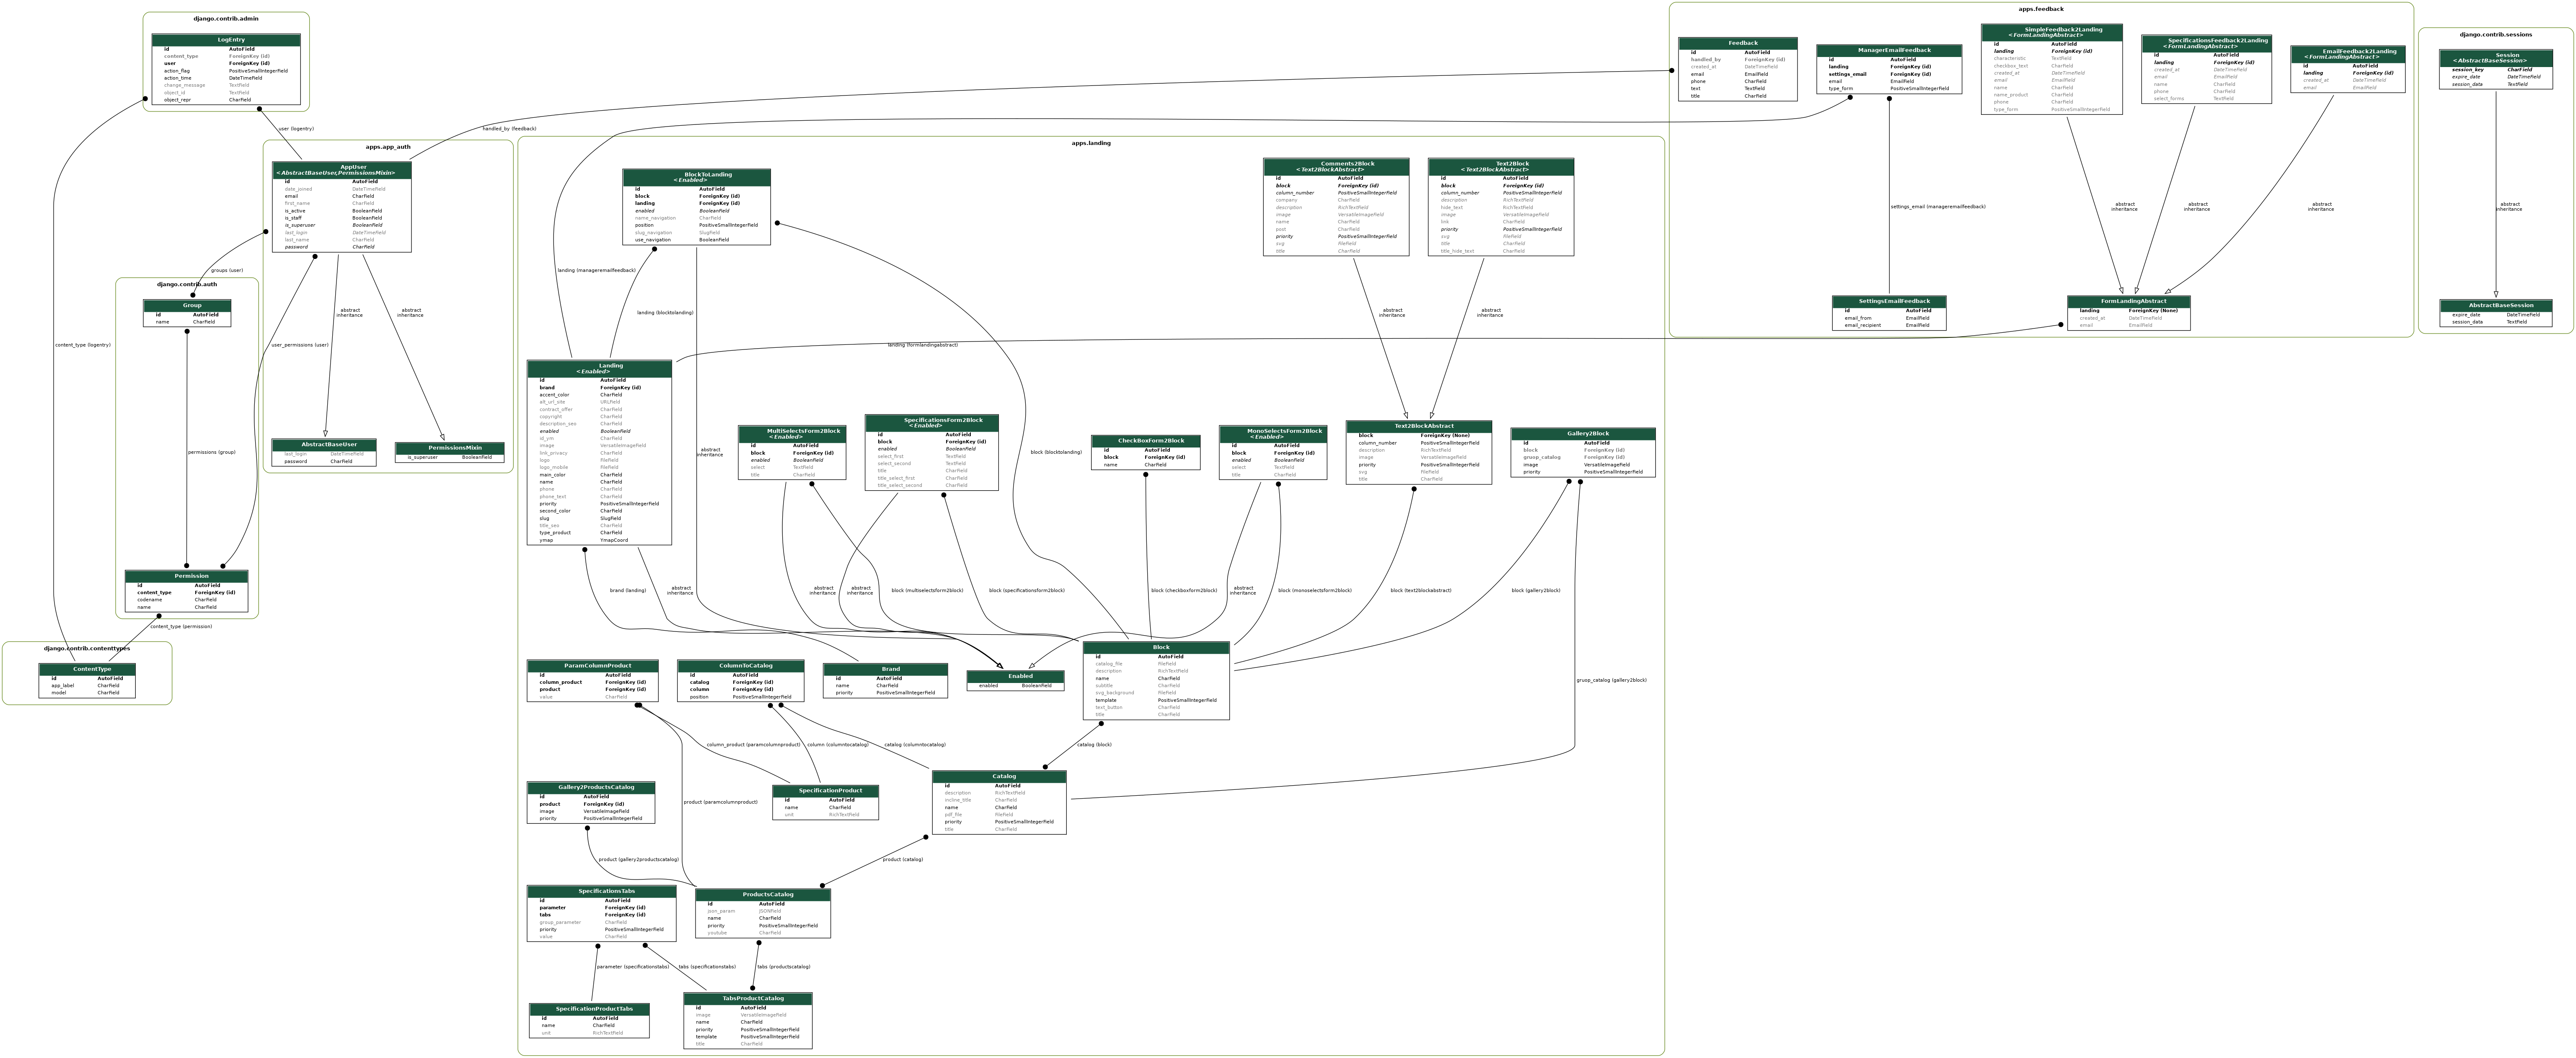 django.contrib.admin
LogEntry
id AutoField
content_type ForeignKey (id)
user ForeignKey (id)
action_flag PositiveSmallIntegerField
action_time DateTimeField
change_message TextField
object_id TextField
object_repr CharField
user (logentry)
content_type (logentry)
apps.app_auth
AppUser
<AbstractBaseUser,PermissionsMixin>
id AutoField
date_joined DateTimeField
email CharField
first_name CharField
is_active BooleanField
is_staff BooleanField
is_superuser BooleanField
last_login DateTimeField
last_name CharField
password CharField
handled_by (feedback)
groups (user)
user_permissions (user)
abstract
inheritance
abstract
inheritance
AbstractBaseUser
last_login DateTimeField
password CharField
PermissionsMixin
is_superuser BooleanField
django.contrib.auth
Group
id AutoField
name CharField
permissions (group)
Permission
id AutoField
content_type ForeignKey (id)
codename CharField
name CharField
content_type (permission)
django.contrib.contenttypes
ContentType
id AutoField
app_label CharField
model CharField
apps.feedback
Feedback
id AutoField
handled_by ForeignKey (id)
created_at DateTimeField
email EmailField
phone CharField
text TextField
title CharField
ManagerEmailFeedback
id AutoField
landing ForeignKey (id)
settings_email ForeignKey (id)
email EmailField
type_form PositiveSmallIntegerField
SimpleFeedback2Landing
<FormLandingAbstract>
id AutoField
landing ForeignKey (id)
characteristic TextField
checkbox_text CharField
created_at DateTimeField
email EmailField
name CharField
name_product CharField
phone CharField
type_form PositiveSmallIntegerField
SpecificationsFeedback2Landing
<FormLandingAbstract>
id AutoField
landing ForeignKey (id)
created_at DateTimeField
email EmailField
name CharField
phone CharField
select_forms TextField
EmailFeedback2Landing
<FormLandingAbstract>
id AutoField
landing ForeignKey (id)
created_at DateTimeField
email EmailField
settings_email (manageremailfeedback)
abstract
inheritance
abstract
inheritance
abstract
inheritance
SettingsEmailFeedback
id AutoField
email_from EmailField
email_recipient EmailField
FormLandingAbstract
landing ForeignKey (None)
created_at DateTimeField
email EmailField
django.contrib.sessions
Session
<AbstractBaseSession>
session_key CharField
expire_date DateTimeField
session_data TextField
abstract
inheritance
AbstractBaseSession
expire_date DateTimeField
session_data TextField
apps.landing
BlockToLanding
<Enabled>
id AutoField
block ForeignKey (id)
landing ForeignKey (id)
enabled BooleanField
name_navigation CharField
position PositiveSmallIntegerField
slug_navigation SlugField
use_navigation BooleanField
Comments2Block
<Text2BlockAbstract>
id AutoField
block ForeignKey (id)
column_number PositiveSmallIntegerField
company CharField
description RichTextField
image VersatileImageField
name CharField
post CharField
priority PositiveSmallIntegerField
svg FileField
title CharField
Text2Block
<Text2BlockAbstract>
id AutoField
block ForeignKey (id)
column_number PositiveSmallIntegerField
description RichTextField
hide_text RichTextField
image VersatileImageField
link CharField
priority PositiveSmallIntegerField
svg FileField
title CharField
title_hide_text CharField
landing (manageremailfeedback)
landing (blocktolanding)
landing (formlandingabstract)
abstract
inheritance
abstract
inheritance
Landing
<Enabled>
id AutoField
brand ForeignKey (id)
accent_color CharField
alt_url_site URLField
contract_offer CharField
copyright CharField
description_seo CharField
enabled BooleanField
id_ym CharField
image VersatileImageField
link_privacy CharField
logo FileField
logo_mobile FileField
main_color CharField
name CharField
phone CharField
phone_text CharField
priority PositiveSmallIntegerField
second_color CharField
slug SlugField
title_seo CharField
type_product CharField
ymap YmapCoord
abstract
inheritance
block (blocktolanding)
MultiSelectsForm2Block
<Enabled>
id AutoField
block ForeignKey (id)
enabled BooleanField
select TextField
title CharField
SpecificationsForm2Block
<Enabled>
id AutoField
block ForeignKey (id)
enabled BooleanField
select_first TextField
select_second TextField
title CharField
title_select_first CharField
title_select_second CharField
CheckBoxForm2Block
id AutoField
block ForeignKey (id)
name CharField
MonoSelectsForm2Block
<Enabled>
id AutoField
block ForeignKey (id)
enabled BooleanField
select TextField
title CharField
Text2BlockAbstract
block ForeignKey (None)
column_number PositiveSmallIntegerField
description RichTextField
image VersatileImageField
priority PositiveSmallIntegerField
svg FileField
title CharField
Gallery2Block
id AutoField
block ForeignKey (id)
gruop_catalog ForeignKey (id)
image VersatileImageField
priority PositiveSmallIntegerField
brand (landing)
abstract
inheritance
abstract
inheritance
abstract
inheritance
block (multiselectsform2block)
block (specificationsform2block)
block (checkboxform2block)
abstract
inheritance
block (monoselectsform2block)
block (text2blockabstract)
block (gallery2block)
gruop_catalog (gallery2block)
ParamColumnProduct
id AutoField
column_product ForeignKey (id)
product ForeignKey (id)
value CharField
ColumnToCatalog
id AutoField
catalog ForeignKey (id)
column ForeignKey (id)
position PositiveSmallIntegerField
Brand
id AutoField
name CharField
priority PositiveSmallIntegerField
Enabled
enabled BooleanField
Block
id AutoField
catalog_file FileField
description RichTextField
name CharField
subtitle CharField
svg_background FileField
template PositiveSmallIntegerField
text_button CharField
title CharField
column_product (paramcolumnproduct)
column (columntocatalog)
catalog (columntocatalog)
catalog (block)
product (paramcolumnproduct)
Gallery2ProductsCatalog
id AutoField
product ForeignKey (id)
image VersatileImageField
priority PositiveSmallIntegerField
SpecificationProduct
id AutoField
name CharField
unit RichTextField
Catalog
id AutoField
description RichTextField
incline_title CharField
name CharField
pdf_file FileField
priority PositiveSmallIntegerField
title CharField
product (gallery2productscatalog)
product (catalog)
SpecificationsTabs
id AutoField
parameter ForeignKey (id)
tabs ForeignKey (id)
group_parameter CharField
priority PositiveSmallIntegerField
value CharField
ProductsCatalog
id AutoField
json_param JSONField
name CharField
priority PositiveSmallIntegerField
youtube CharField
parameter (specificationstabs)
tabs (specificationstabs)
tabs (productscatalog)
SpecificationProductTabs
id AutoField
name CharField
unit RichTextField
TabsProductCatalog
id AutoField
image VersatileImageField
name CharField
priority PositiveSmallIntegerField
template PositiveSmallIntegerField
title CharField